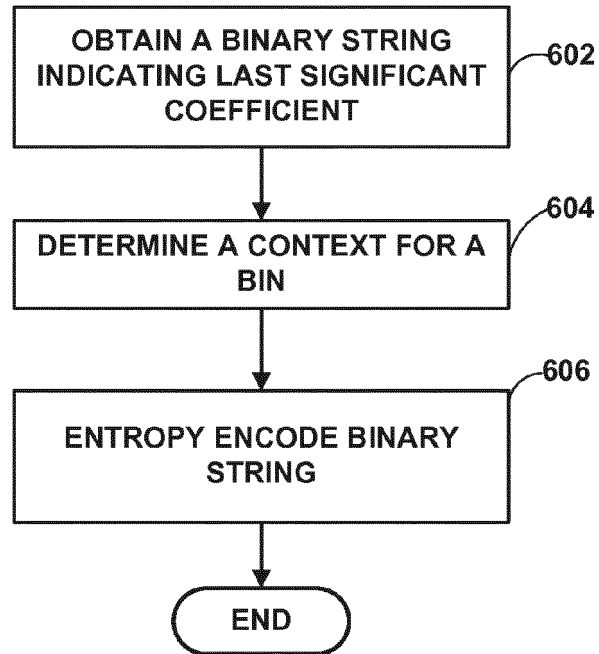 OBTAIN A BINARY STRING
INDICATING LAST SIGNIFICANT
COEFFICIENT
602
604
DETERMINE A CONTEXT FOR A
BIN
606
ENTROPY ENCODE BINARY
STRING
END